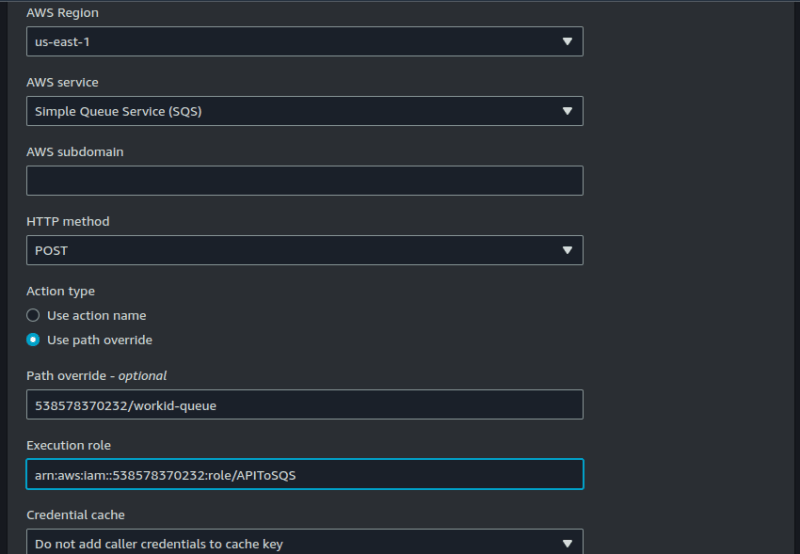 AWS Region
us-east-1
AWS service
Simple Queue Service (SQS)
AWS subdomain
HTTP method
POST
Action type
Use action name
Use path override
Path override - optional
538578370232/workid-queue
Execution role
arn:aws:iam::538578370232:role/APIToSQS
Credential cache
Do not add caller credentials to cache key